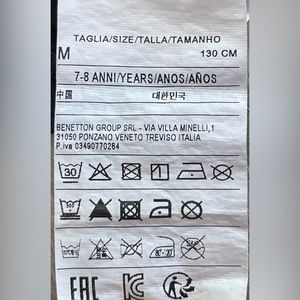 TAGLIA/SIZE/TALLA/TAMANHO
M 130 CM
7-8 ANNI/YEARS/ANOS/AÑOS
中国 대한민국
BENETTON GROUP SRL - VIA VILLA MINELLI,1
31050 PONZANO VENETO TREVISO ITALIA
P.iva 03490770264
30
EAC